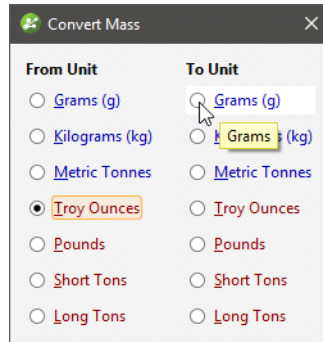 Convert Mass
From Unit To Unit
Grams (g) Grams (g)
Kilograms (kg) K Grams (kg)
Metric Tonnes Metric Tonnes
Troy Ounces Troy Ounces
Pounds Pounds
Short Tons Short Tons
Long Tons Long Tons